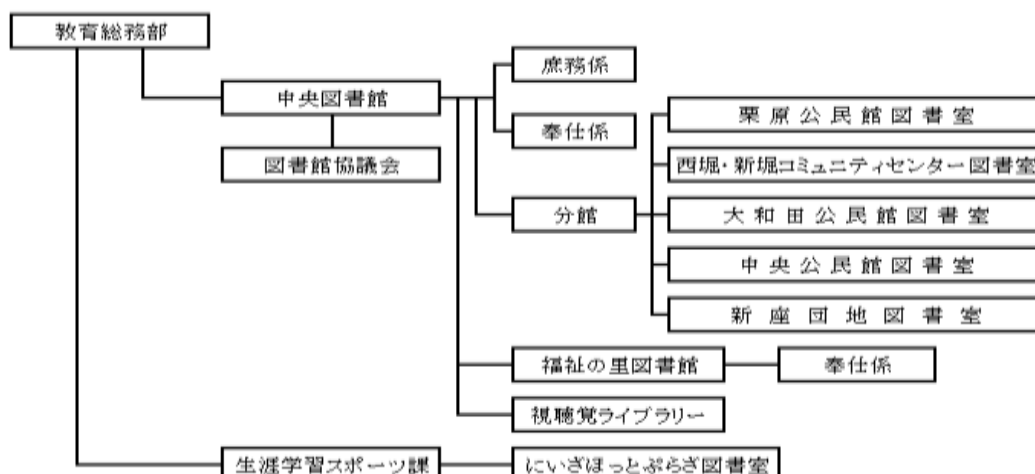 教育総務部
中央図書館
図書館協議会
庶務係
奉仕係
分館
栗原公民館図書室
西堀・新堀コミュニティセンター図書室
大和田公民館図書室
中央公民館図書室
新座団地図書室
福祉の里図書館
奉仕係
視聴覚ライブラリー
生涯学習スポーツ課
にいざほっとぷらざ図書室